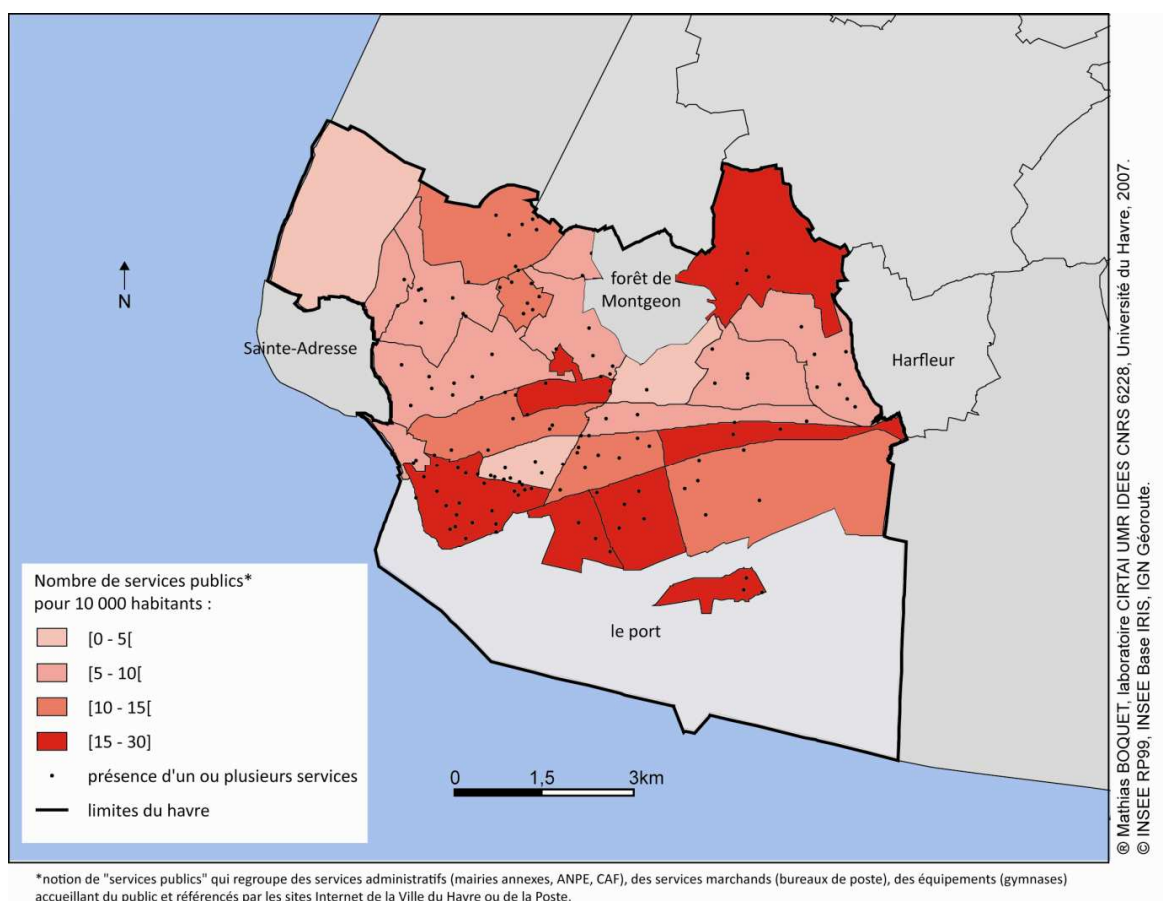 forêt de
Montgeon
Sainte-Adresse
Harfleur
N
le port
Nombre de services publics*
pour 10 000 habitants :
[0 - 5[
[5 - 10[
[10 - 15[
[15 - 30]
présence d'un ou plusieurs services
limites du havre
0 1,5 3km
® Mathias BOQUET, laboratoire CIRTAI UMR IDEES CNRS 6228, Université du Havre, 2007.
© INSEE RP99, INSEE Base IRIS, IGN Géoroute.
*notion de "services publics" qui regroupe des services administratifs (mairies annexes, ANPE, CAF), des services marchands (bureaux de poste), des équipements (gymnases)
accueillant du public et référencés par les sites Internet de la Ville du Havre ou de la Poste.